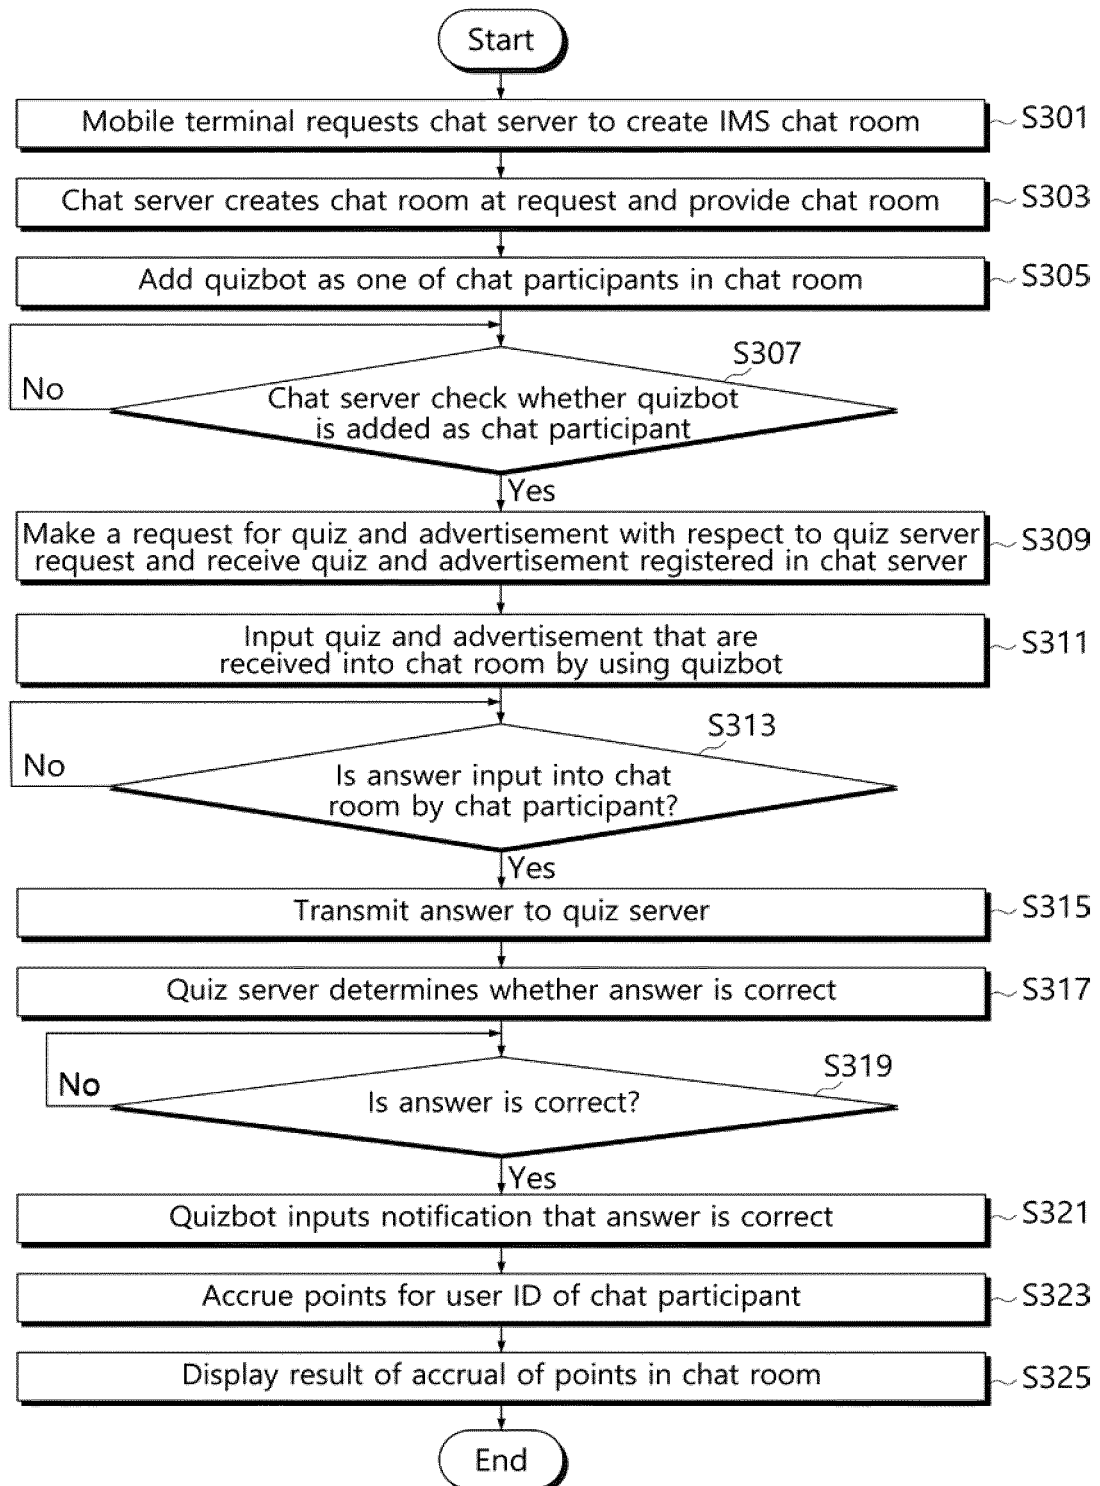 Start
Mobile terminal requests chat server to create IMS chat room
S301
Chat server creates chat room at request and provide chat room
S303
Add quizbot as one of chat participants in chat room
S305
S307
No
Chat server check whether quizbot
is added as chat participant
Yes
Make a request for quiz and advertisement with respect to quiz server
request and receive quiz and advertisement registered in chat server
S309
Input quiz and advertisement that are
received into chat room by using quizbot
S311
S313
No
Is answer input into chat
room by chat participant?
Yes
Transmit answer to quiz server
S315
Quiz server determines whether answer is correct
S317
S319
No
Is answer is correct?
Yes
Quizbot inputs notification that answer is correct
S321
Accrue points for user ID of chat participant
S323
Display result of accrual of points in chat room
S325
End